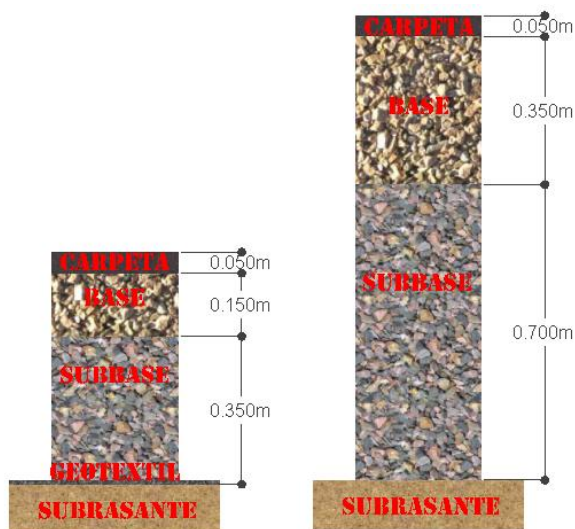 CARPETA
0.050m
BASE
0.150m
SUBBASE
0.350m
GEOTEXTIL
SUBRASANTE
CARPETA
0.050m
BASE
0.350m
SUBBASE
0.700m
SUBRASANTE